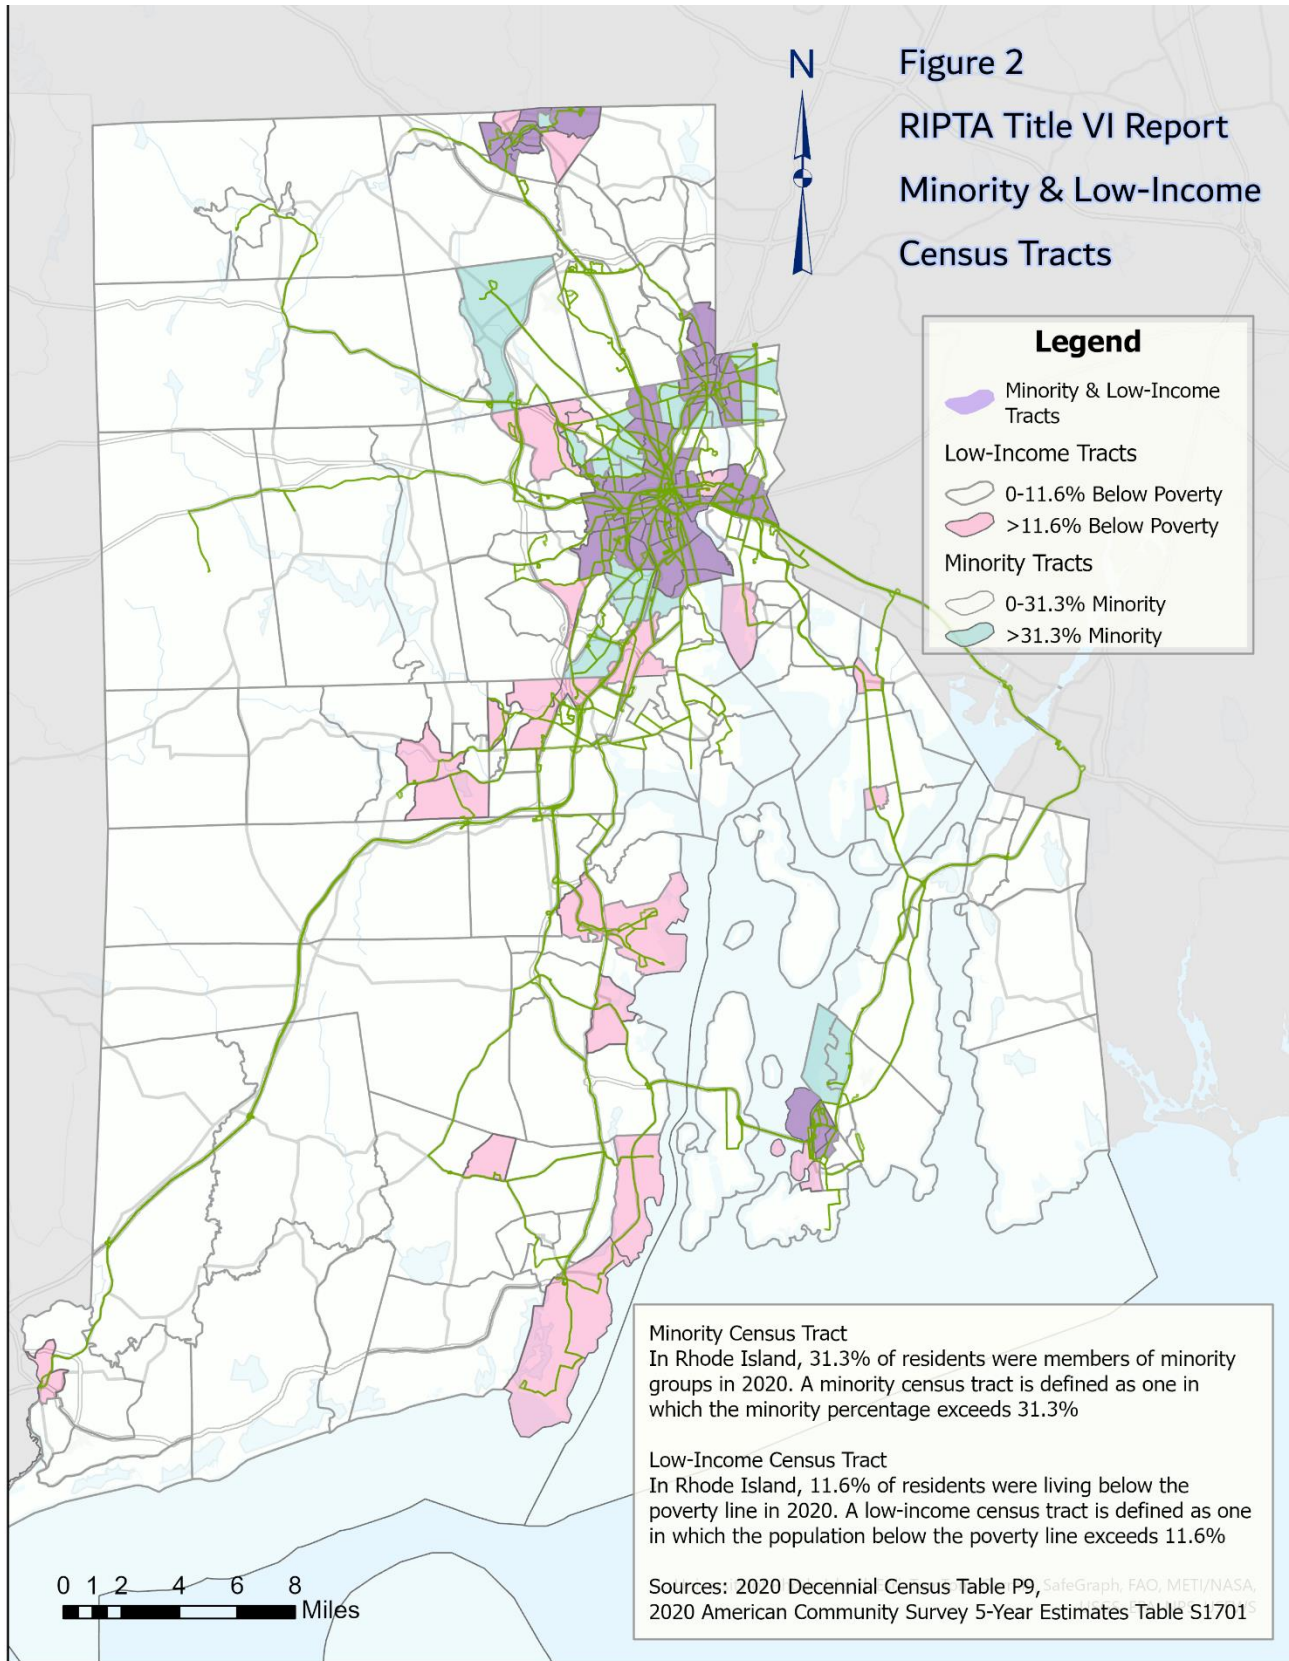 N
Figure 2
RIPTA Title VI Report
Minority & Low-Income
Census Tracts
Legend
Minority & Low-Income
Tracts
Low-Income Tracts
0-11.6% Below Poverty
>11.6% Below Poverty
Minority Tracts
0-31.3% Minority
>31.3% Minority
Minority Census Tract
In Rhode Island, 31.3% of residents were members of minority
groups in 2020. A minority census tract is defined as one in
which the minority percentage exceeds 31.3%
Low-Income Census Tract
In Rhode Island, 11.6% of residents were living below the
poverty line in 2020. A low-income census tract is defined as one
in which the population below the poverty line exceeds 11.6%
Sources: 2020 Decennial Census Table P9,
SafeGraph, FAO, METI/NASA,
2020 American Community Survey 5-Year Estimates Table S1701
0 1 2 4 6 8
Miles